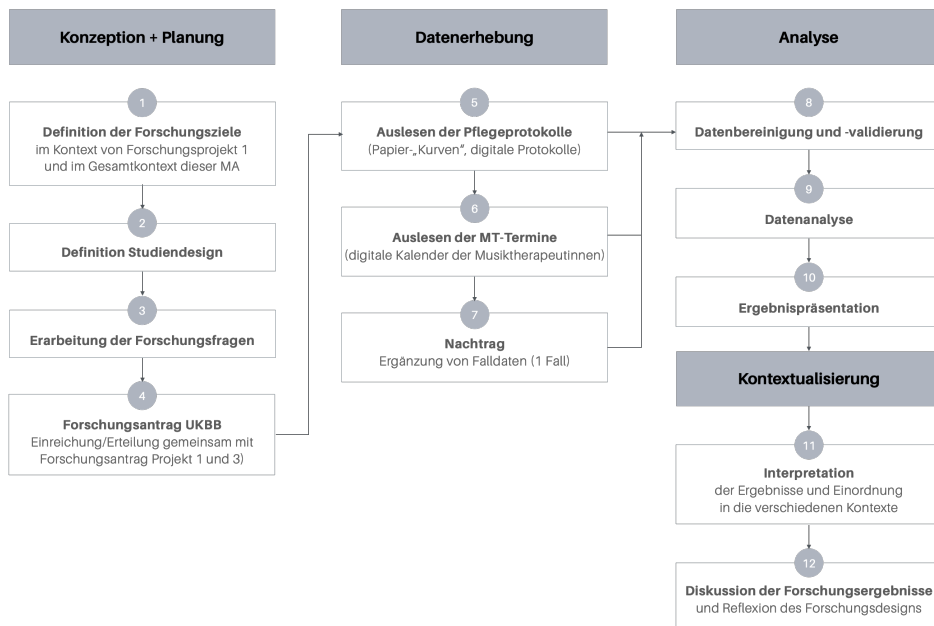 Konzeption + Planung
1
Definition der Forschungsziele
im Kontext von Forschungsprojekt 1
und im Gesamtkontext dieser MA
2
Definition Studiendesign
3
Erarbeitung der Forschungsfragen
4
Forschungsantrag UKBB
Einreichung/Erteilung gemeinsam mit
Forschungsantrag Projekt 1 und 3)
Datenerhebung
5
Auslesen der Pflegeprotokolle
(Papier-„Kurven“, digitale Protokolle)
6
Auslesen der MT-Termine
(digitale Kalender der Musiktherapeutinnen)
7
Nachtrag
Ergänzung von Falldaten (1 Fall)
Analyse
8
Datenbereinigung und -validierung
9
Datenanalyse
10
Ergebnispräsentation
Kontextualisierung
11
Interpretation
der Ergebnisse und Einordnung
in die verschiedenen Kontexte
12
Diskussion der Forschungsergebnisse
und Reflexion des Forschungsdesigns